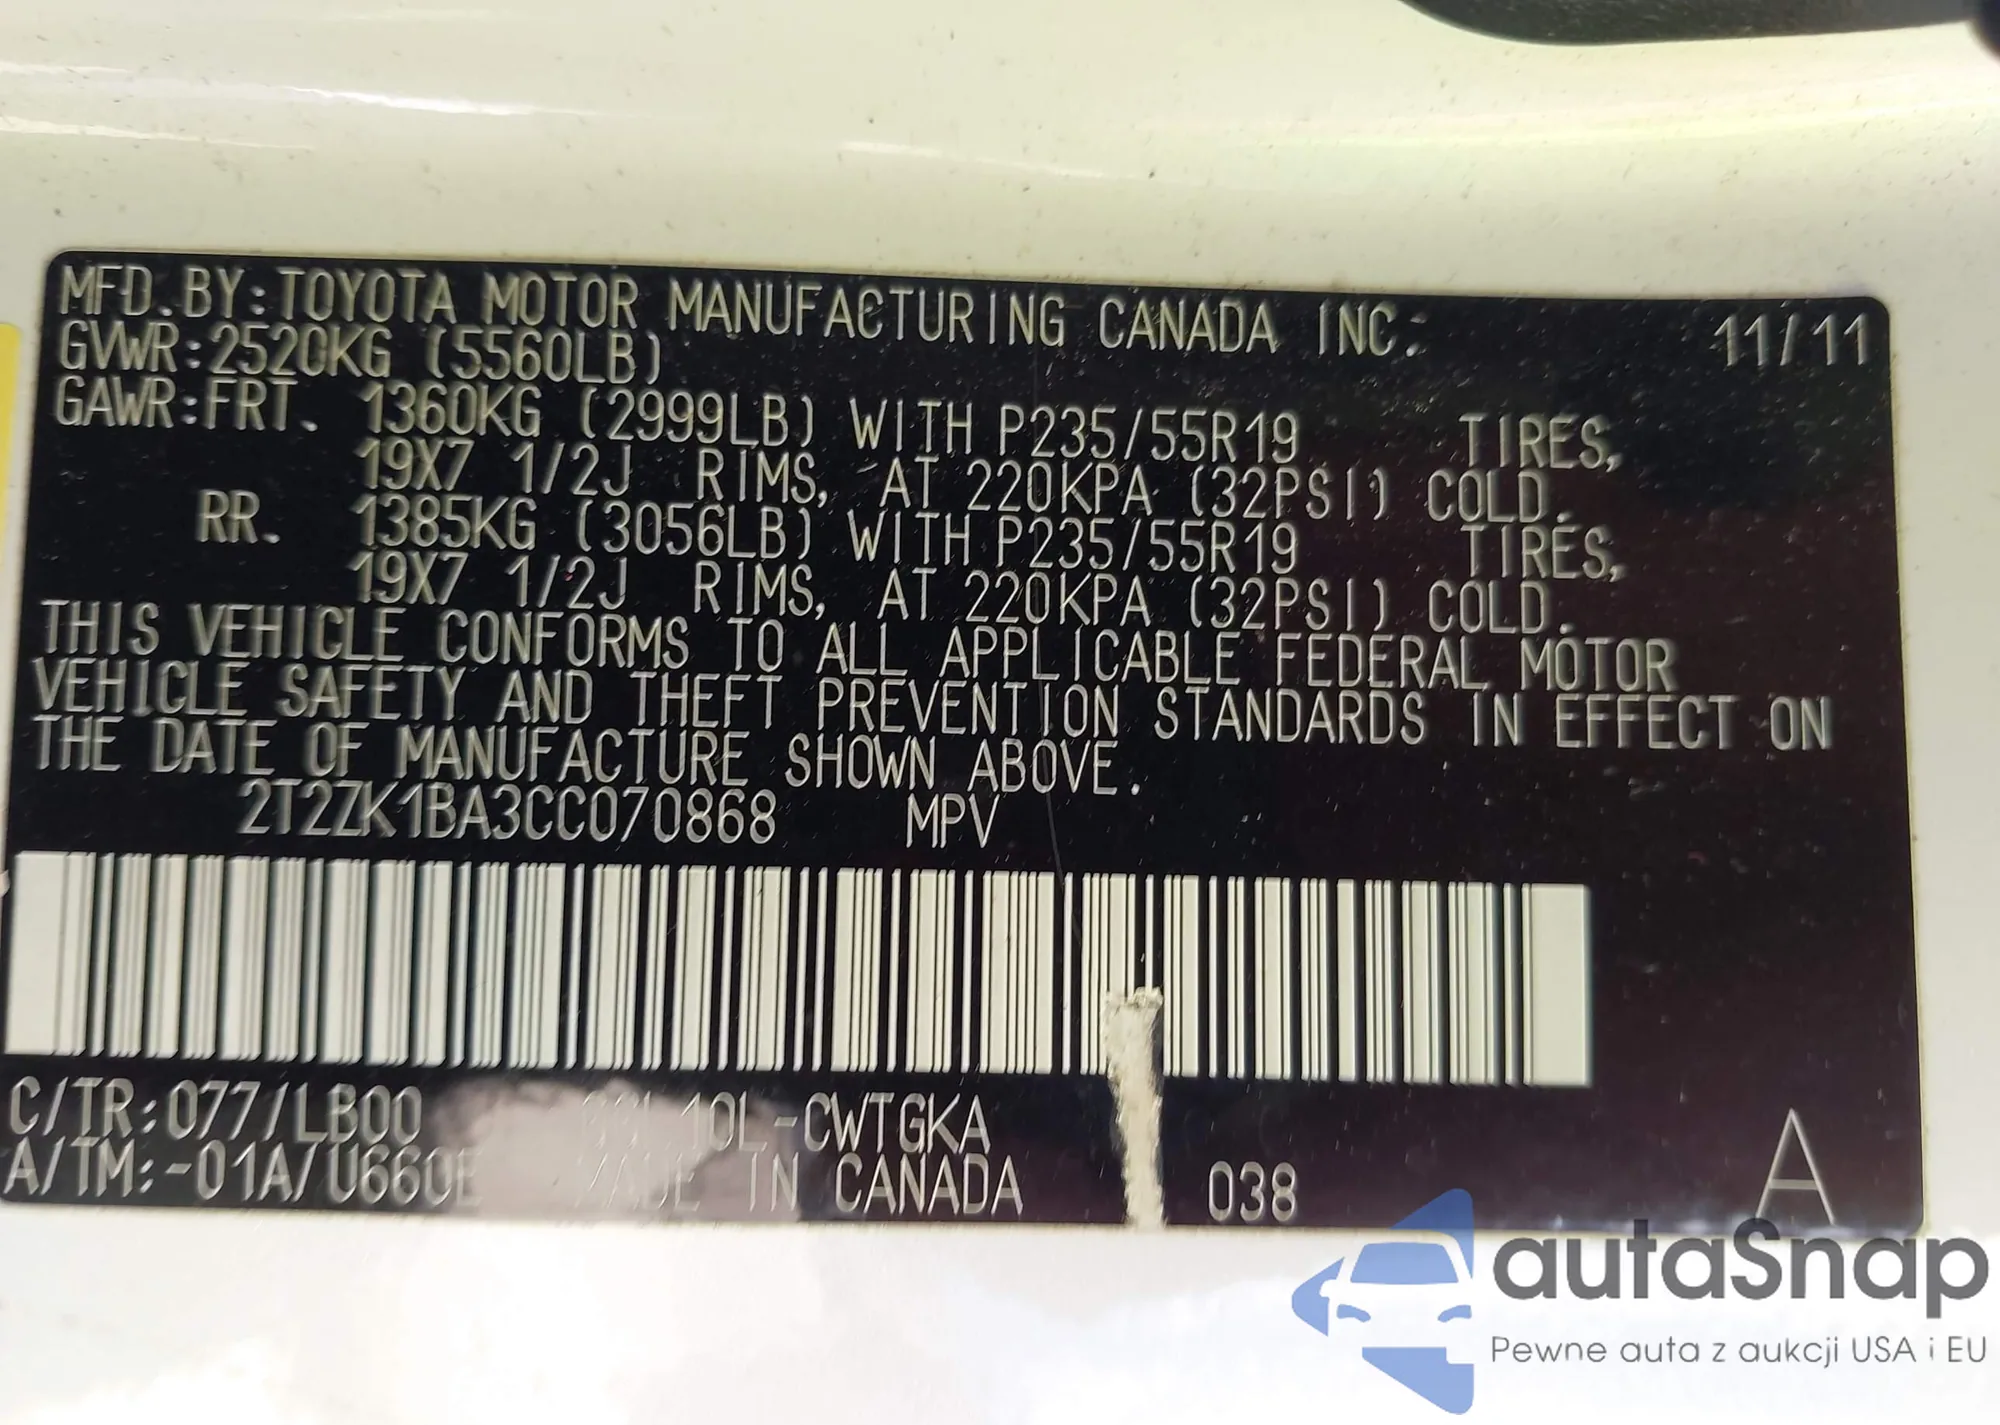 MFD.BY:TOYOTA MOTOR MANUFACTURING CANADA INC. 11/11
GVWR:2520KG (5560LB)
GAWR:FRT. 1360KG (2999LB) WITH P235/55R19 TIRES,
19X7 1/2J RIMS, AT 220KPA (32PSI) COLD.
RR. 1385KG (3056LB) WITH P235/55R19 TIRES,
19X7 1/2J RIMS, AT 220KPA (32PSI) COLD.
THIS VEHICLE CONFORMS TO ALL APPLICABLE FEDERAL MOTOR
VEHICLE SAFETY AND THEFT PREVENTION STANDARDS IN EFFECT ON
THE DATE OF MANUFACTURE SHOWN ABOVE.
2T2ZK1BA3CC070868 MPV
C/TR:077/LB00
A/TM:-01A/U660E MADE IN CANADA 038 A
autaSnap
Pewne auta z aukcji USA i EU